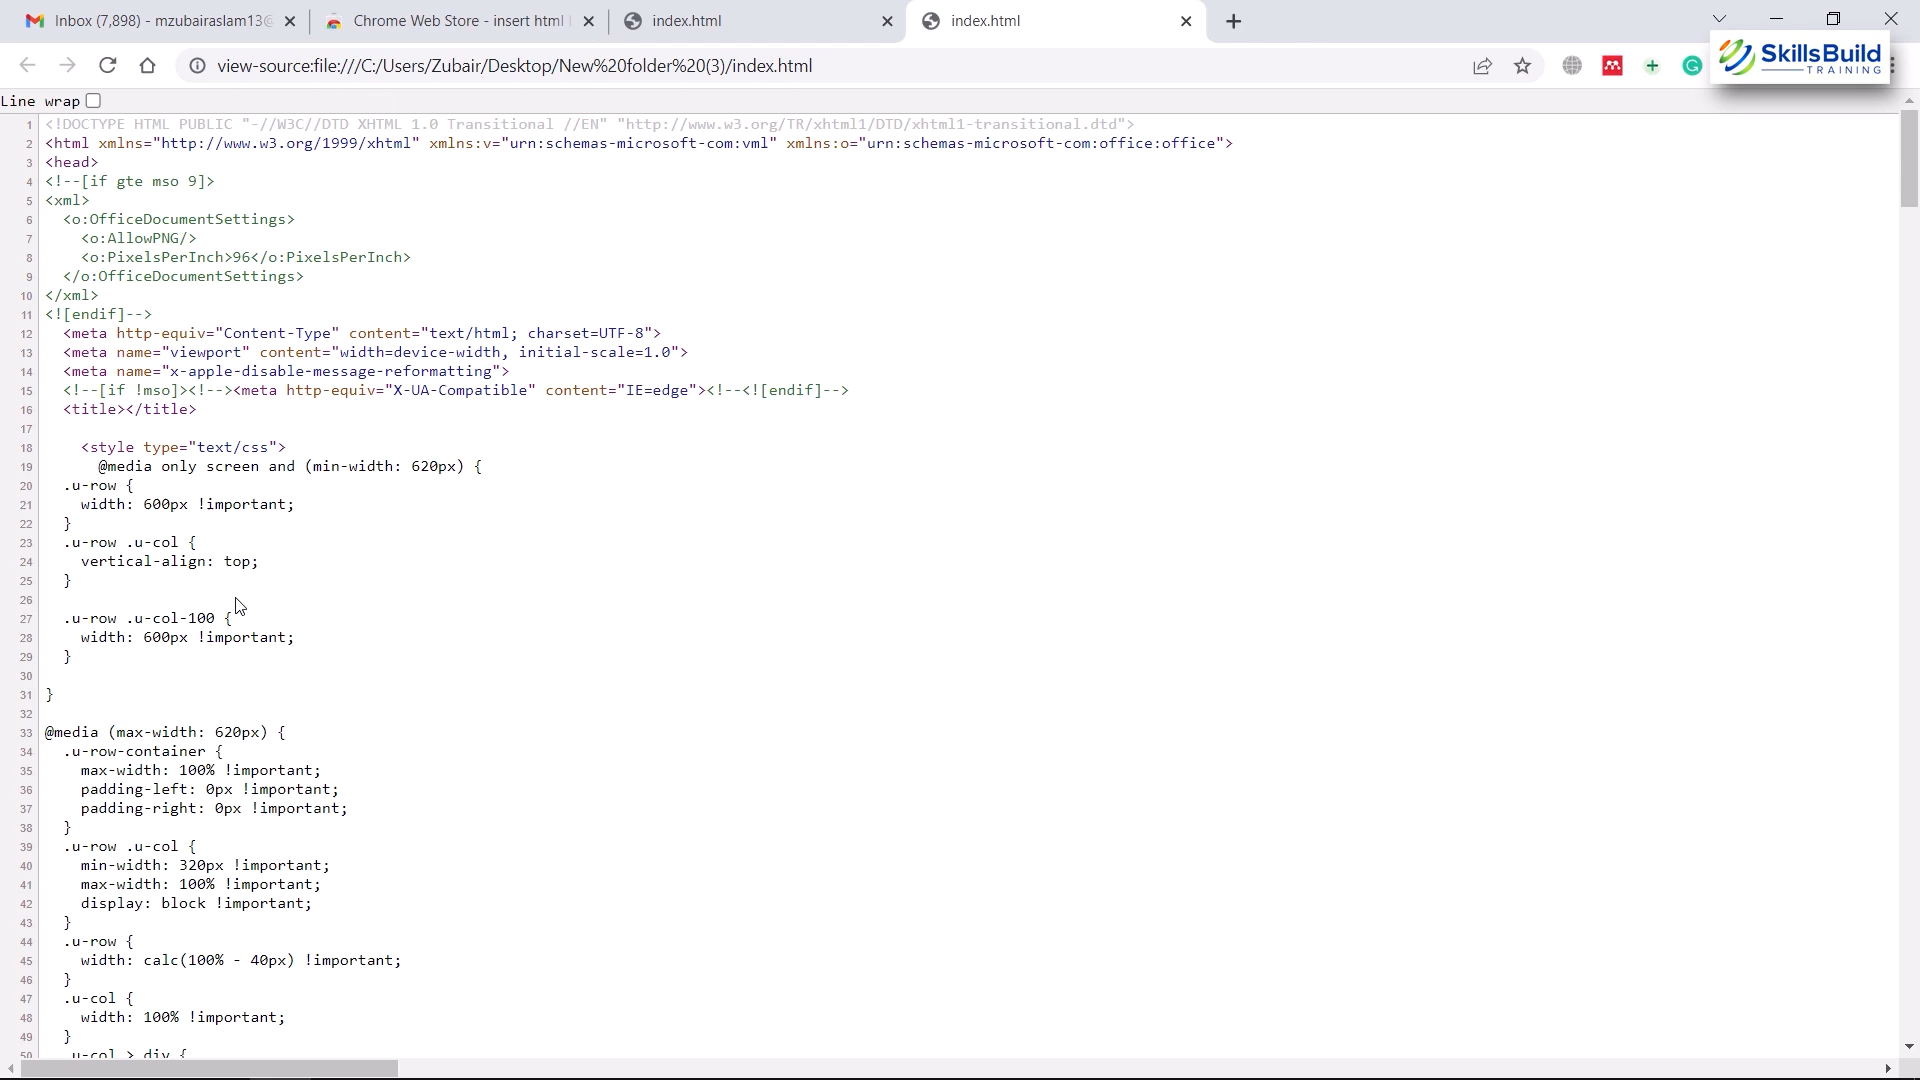 Inbox (7,898) - mzubairaslam13@
Chrome Web Store - insert html
index.html
index.html
view-source:file:///C:/Users/Zubair/Desktop/New%20folder%20(3)/index.html
SkillsBuild
TRAINING
Line wrap
1 <!DOCTYPE HTML PUBLIC "-//W3C//DTD XHTML 1.0 Transitional //EN" "http://www.w3.org/TR/xhtml1/DTD/xhtml1-transitional.dtd">
2 <html xmlns="http://www.w3.org/1999/xhtml" xmlns:v="urn:schemas-microsoft-com:vml" xmlns:o="urn:schemas-microsoft-com:office:office">
3 <head>
4 <!--[if gte mso 9]>
5 <xml>
6 <o:OfficeDocumentSettings>
7 <o:AllowPNG/>
8 <o:PixelsPerInch>96</o:PixelsPerInch>
9 </o:OfficeDocumentSettings>
10 </xml>
11 <![endif]-->
12 <meta http-equiv="Content-Type" content="text/html; charset=UTF-8">
13 <meta name="viewport" content="width=device-width, initial-scale=1.0">
14 <meta name="x-apple-disable-message-reformatting">
15 <!--[if !mso]><!--><meta http-equiv="X-UA-Compatible" content="IE=edge"><!--<![endif]-->
16 <title></title>
17
18 <style type="text/css">
19 @media only screen and (min-width: 620px) {
20 .u-row {
21 width: 600px !important;
22 }
23 .u-row .u-col {
24 vertical-align: top;
25 }
26
27 .u-row .u-col-100 {
28 width: 600px !important;
29 }
30
31 }
32
33 @media (max-width: 620px) {
34 .u-row-container {
35 max-width: 100% !important;
36 padding-left: 0px !important;
37 padding-right: 0px !important;
38 }
39 .u-row .u-col {
40 min-width: 320px !important;
41 max-width: 100% !important;
42 display: block !important;
43 }
44 .u-row {
45 width: calc(100% - 40px) !important;
46 }
47 .u-col {
48 width: 100% !important;
49 }
50 .u-col > div {